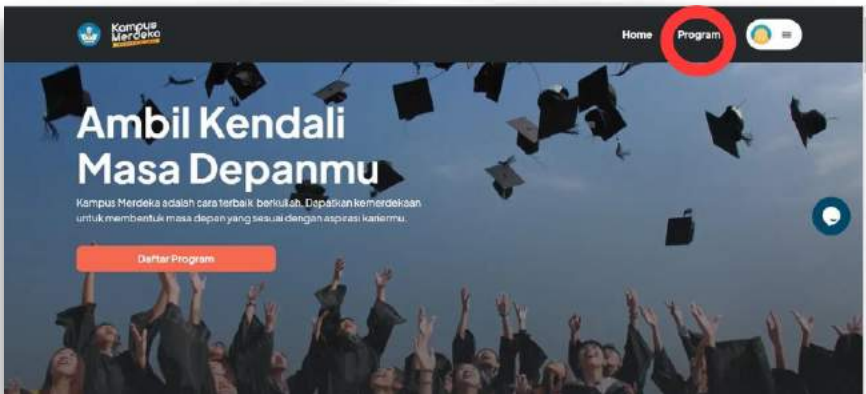 Kampus
Merdeka
Home
Program
Ambil Kendali
Masa Depanmu
Kampus Merdeka adalah cara terbaik berkuliah. Dapatkan kemerdekaan
untuk membentuk masa depan yang sesuai dengan aspirasi kariermu.
Daftar Program